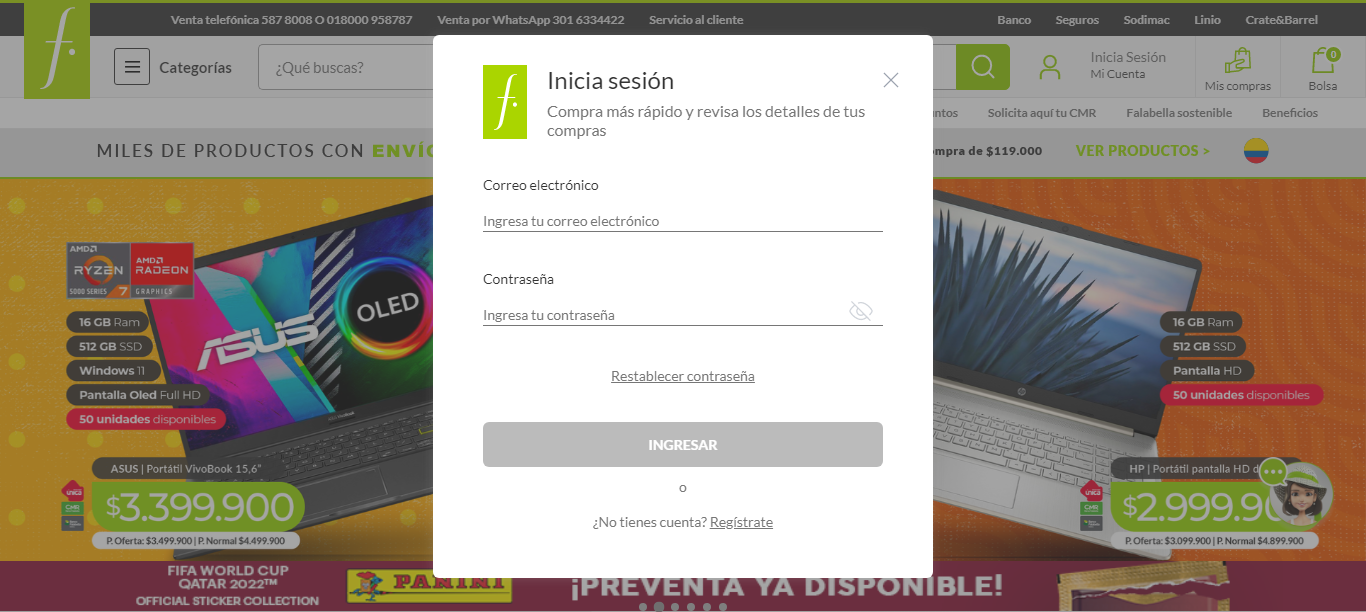 Venta telefónica 587 8008 O 018000 958787
Venta por WhatsApp 301 6334422
Servicio al cliente
Banco
Seguros
Sodimac
Linio
Crate&Barrel
f.
Categorías
¿Qué buscas?
Inicia Sesión
Mi Cuenta
Mis compras
0
Bolsa
Solicita aquí tu CMR
Falabella sostenible
Beneficios
MILES DE PRODUCTOS CON
$119.000
VER PRODUCTOS >
f.
Inicia sesión
Compra más rápido y revisa los detalles de tus
compras
Correo electrónico
Ingresa tu correo electrónico
Contraseña
Ingresa tu contraseña
Restablecer contraseña
INGRESAR
o
¿No tienes cuenta? Regístrate
AMD
RYZEN
5000 SERIES 7
AMD
RADEON
GRAPHICS
16 GB Ram
512 GB SSD
Windows 11
Pantalla Oled Full HD
50 unidades disponibles
ASUS
OLED
ASUS | Portátil VivoBook 15,6"
única
CMR
$3.399.900
P. Oferta: $3.499.900 | P. Normal $4.499.900
16 GB Ram
512 GB SSD
Pantalla HD
50 unidades disponibles
HP | Portátil pantalla HD
única
CMR
P. Oferta: $3.099.900 | P. Normal $4.899.900
FIFA WORLD CUP
QATAR 2022™
OFFICIAL STICKER COLLECTION
PANINI
¡PREVENTA YA DISPONIBLE!